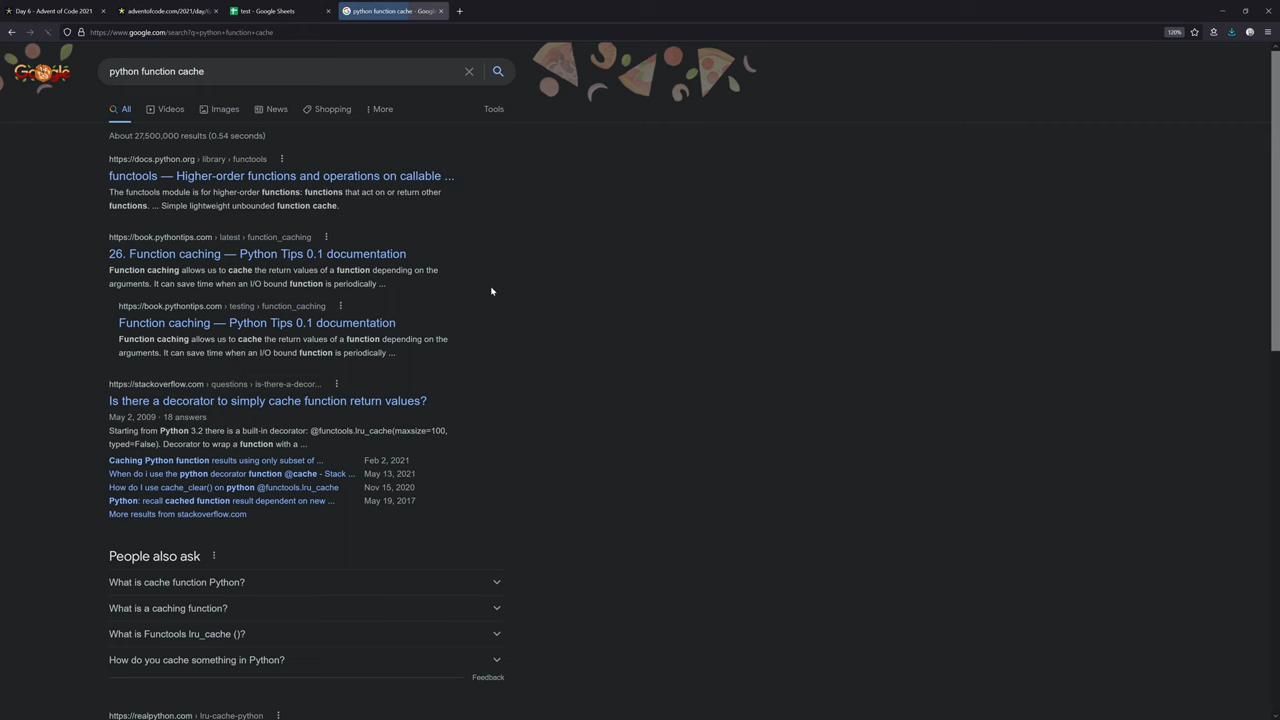 Day 6 - Advent of Code 2021
adventofcode.com/2021/day/6/
test - Google Sheets
python function cache - Google
https://www.google.com/search?q=python+function+cache
120%
Google
python function cache
All
Videos
Images
News
Shopping
More
Tools
About 27,500,000 results (0.54 seconds)
https://docs.python.org › library › functools
functools — Higher-order functions and operations on callable ...
The functools module is for higher-order functions: functions that act on or return other
functions. ... Simple lightweight unbounded function cache.
https://book.pythontips.com › latest › function_caching
26. Function caching — Python Tips 0.1 documentation
Function caching allows us to cache the return values of a function depending on the
arguments. It can save time when an I/O bound function is periodically ...
https://book.pythontips.com › testing › function_caching
Function caching — Python Tips 0.1 documentation
Function caching allows us to cache the return values of a function depending on the
arguments. It can save time when an I/O bound function is periodically ...
https://stackoverflow.com › questions › is-there-a-decor...
Is there a decorator to simply cache function return values?
May 2, 2009 · 18 answers
Starting from Python 3.2 there is a built-in decorator: @functools.lru_cache(maxsize=100,
typed=False). Decorator to wrap a function with a ...
Caching Python function results using only subset of ... Feb 2, 2021
When do i use the python decorator function @cache - Stack ... May 13, 2021
How do I use cache_clear() on python @functools.lru_cache Nov 15, 2020
Python: recall cached function result dependent on new ... May 19, 2017
More results from stackoverflow.com
People also ask
What is cache function Python?
What is a caching function?
What is Functools lru_cache ()?
How do you cache something in Python?
Feedback
https://realpython.com › lru-cache-python